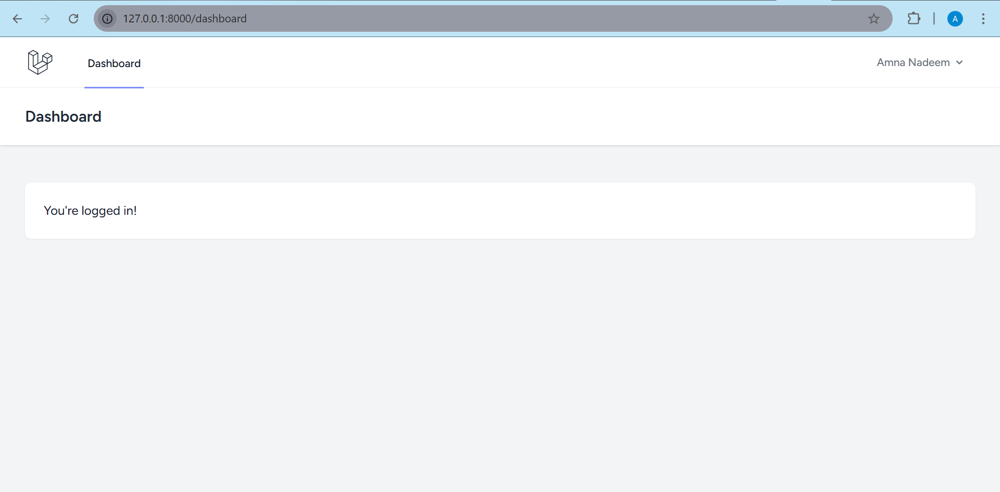 127.0.0.1:8000/dashboard
A
Dashboard
Amna Nadeem
Dashboard
You're logged in!